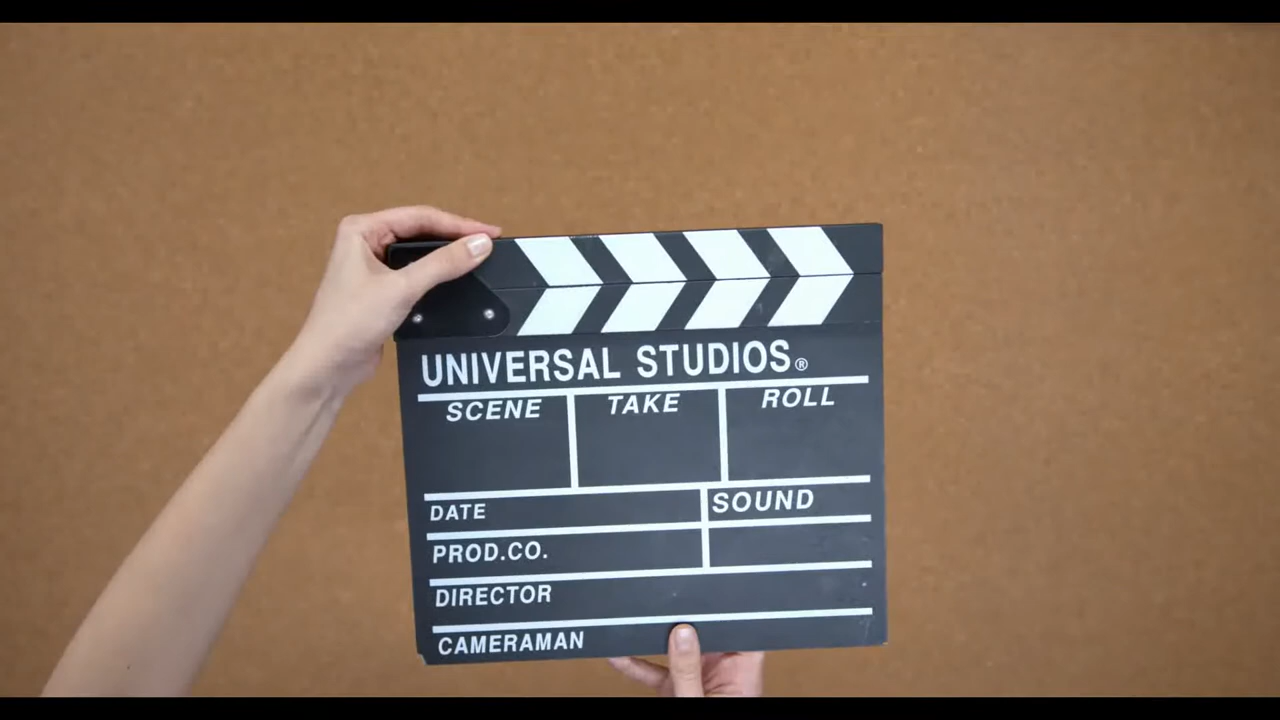 UNIVERSAL STUDIOS®
SCENE TAKE ROLL
DATE SOUND
PROD.CO.
DIRECTOR
CAMERAMAN